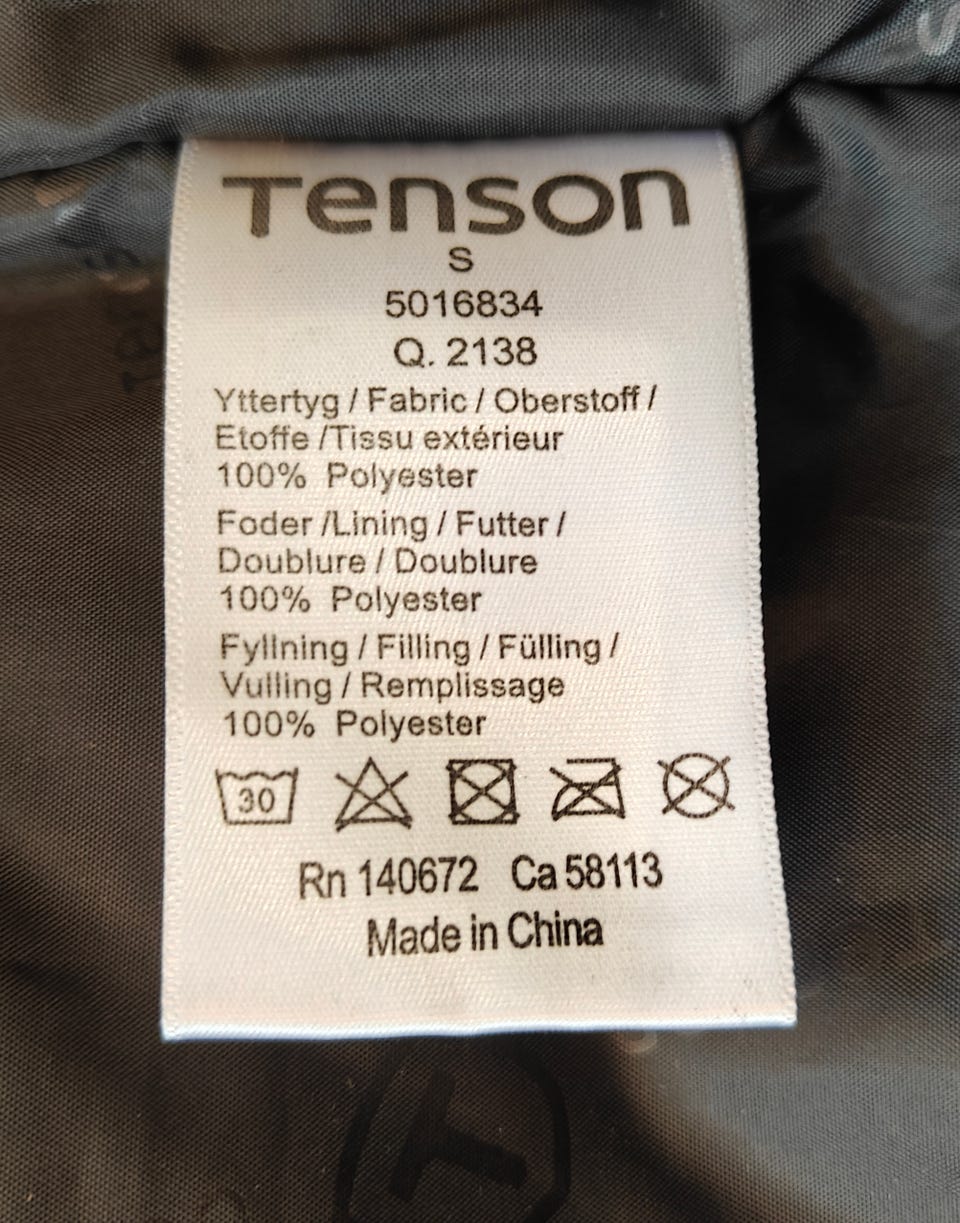 Tenson
S
5016834
Q. 2138
Yttertyg / Fabric / Oberstoff /
Etoffe /Tissu extérieur
100% Polyester
Foder /Lining / Futter /
Doublure / Doublure
100% Polyester
Fyllning / Filling / Fülling /
Vulling / Remplissage
100% Polyester
30
Rn 140672 Ca 58113
Made in China